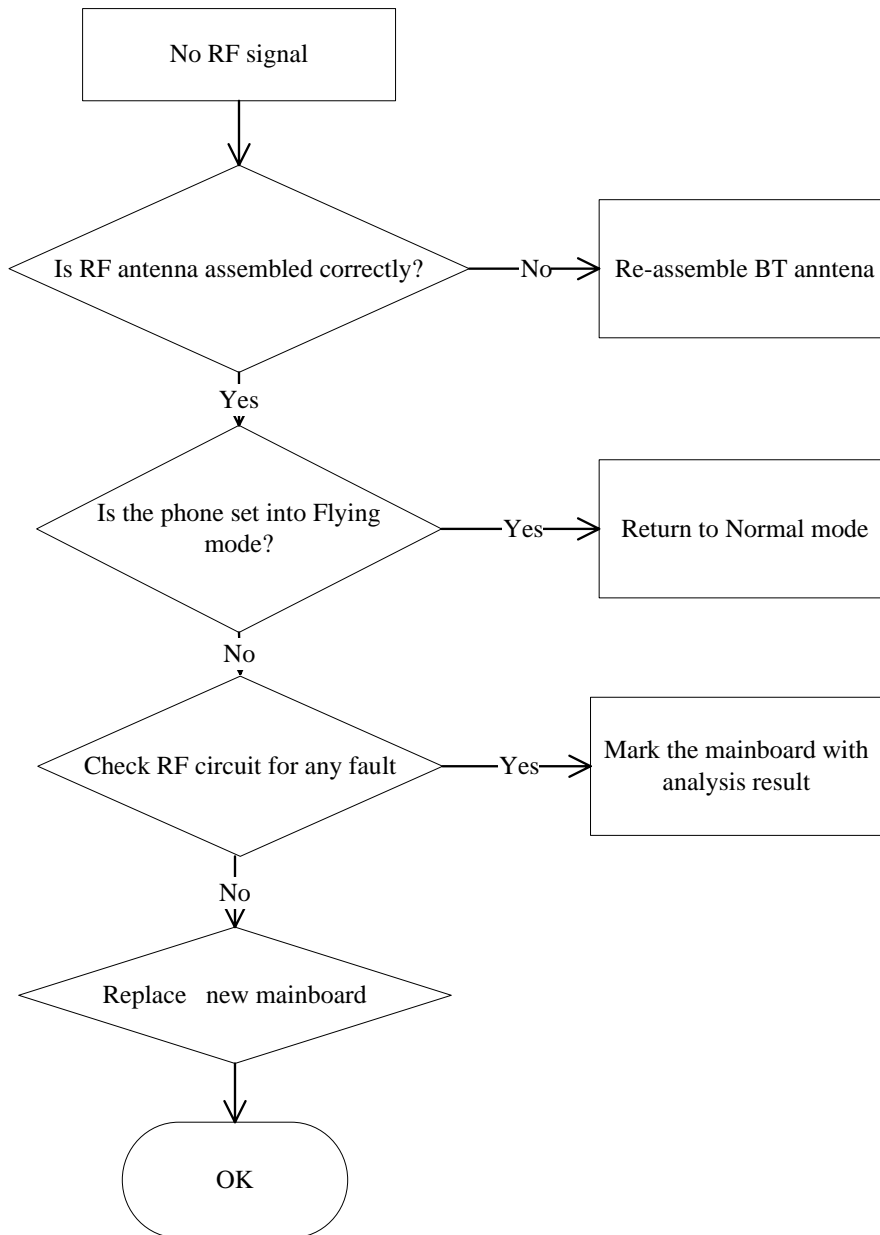 No RF signal
Is RF antenna assembled correctly?
No
Re-assemble BT anntena
Yes
Is the phone set into Flying
mode?
Yes
Return to Normal mode
No
Check RF circuit for any fault
Yes
Mark the mainboard with
analysis result
No
Replace new mainboard
OK